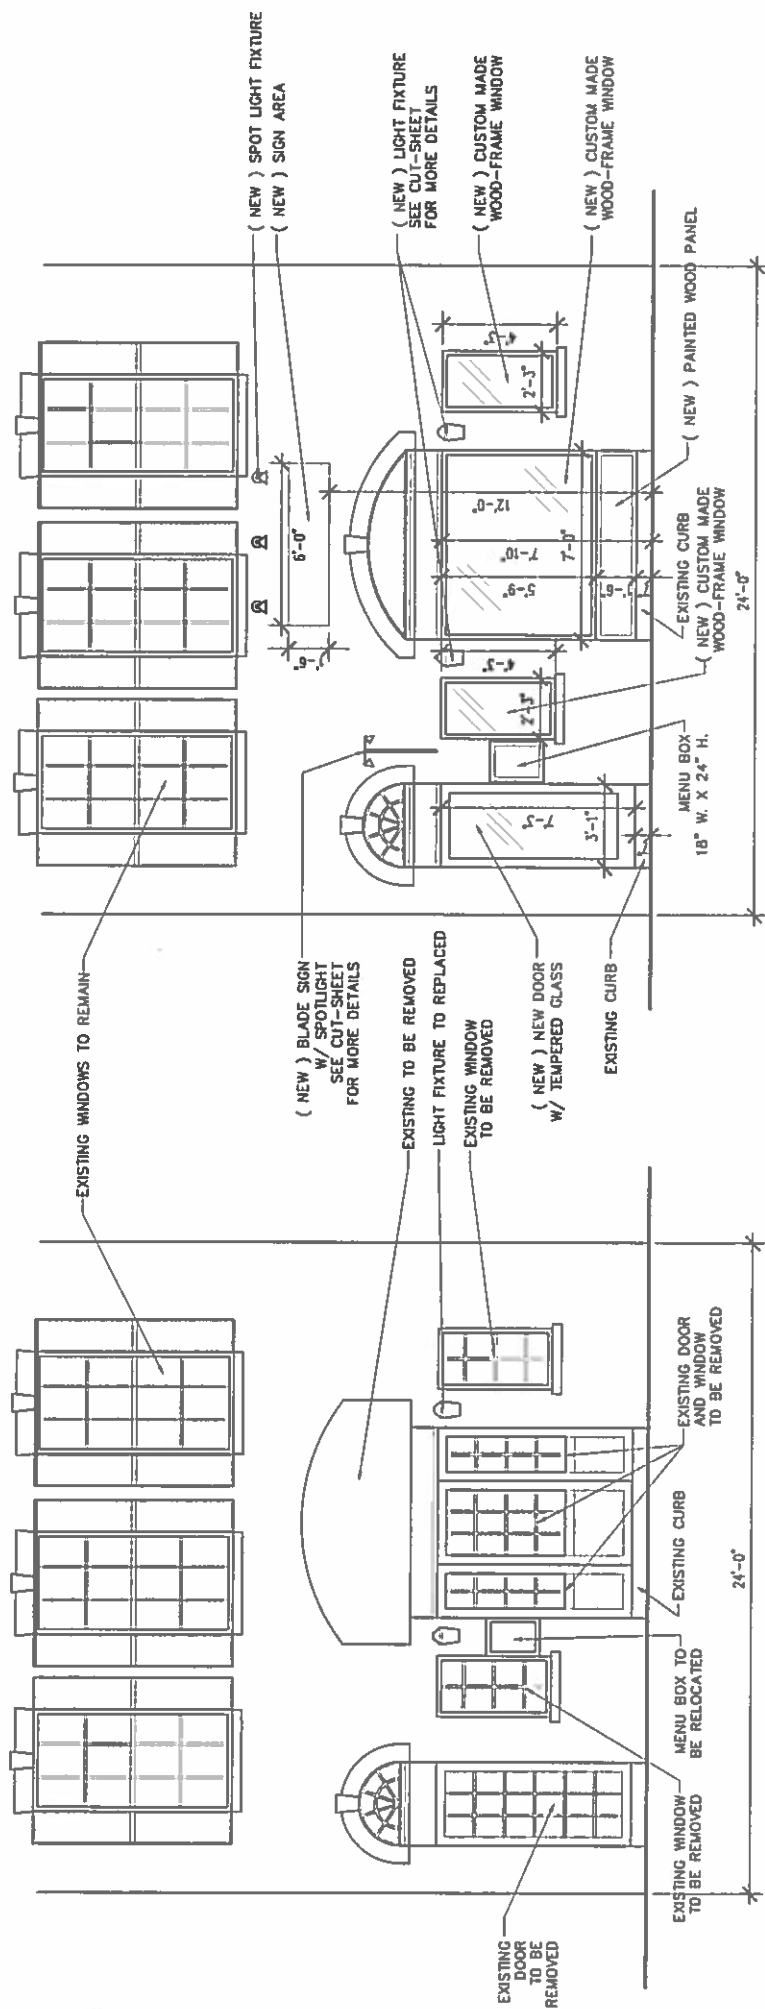 EXISTING WINDOWS TO REMAIN
EXISTING TO BE REMOVED
LIGHT FIXTURE TO REPLACED
EXISTING WINDOW
TO BE REMOVED
EXISTING
DOOR
TO BE
REMOVED
EXISTING WINDOW
TO BE REMOVED
MENU BOX TO
BE RELOCATED
EXISTING CURB
EXISTING DOOR
AND WINDOW
TO BE REMOVED
24'-0"
( NEW ) SPOT LIGHT FIXTURE
( NEW ) SIGN AREA
( NEW ) BLADE SIGN
W/ SPOTLIGHT
SEE CUT-SHEET
FOR MORE DETAILS
( NEW ) LIGHT FIXTURE
SEE CUT-SHEET
FOR MORE DETAILS
( NEW ) CUSTOM MADE
WOOD-FRAME WINDOW
( NEW ) CUSTOM MADE
WOOD-FRAME WINDOW
( NEW ) PAINTED WOOD PANEL
( NEW ) NEW DOOR
W/ TEMPERED GLASS
EXISTING CURB
MENU BOX
18" W. X 24" H.
EXISTING CURB
( NEW ) CUSTOM MADE
WOOD-FRAME WINDOW
6'-0"
12'-0"
7'-10"
5'-9"
7'-0"
4'-3"
2'-3"
2'-3"
3'-1"
24'-0"